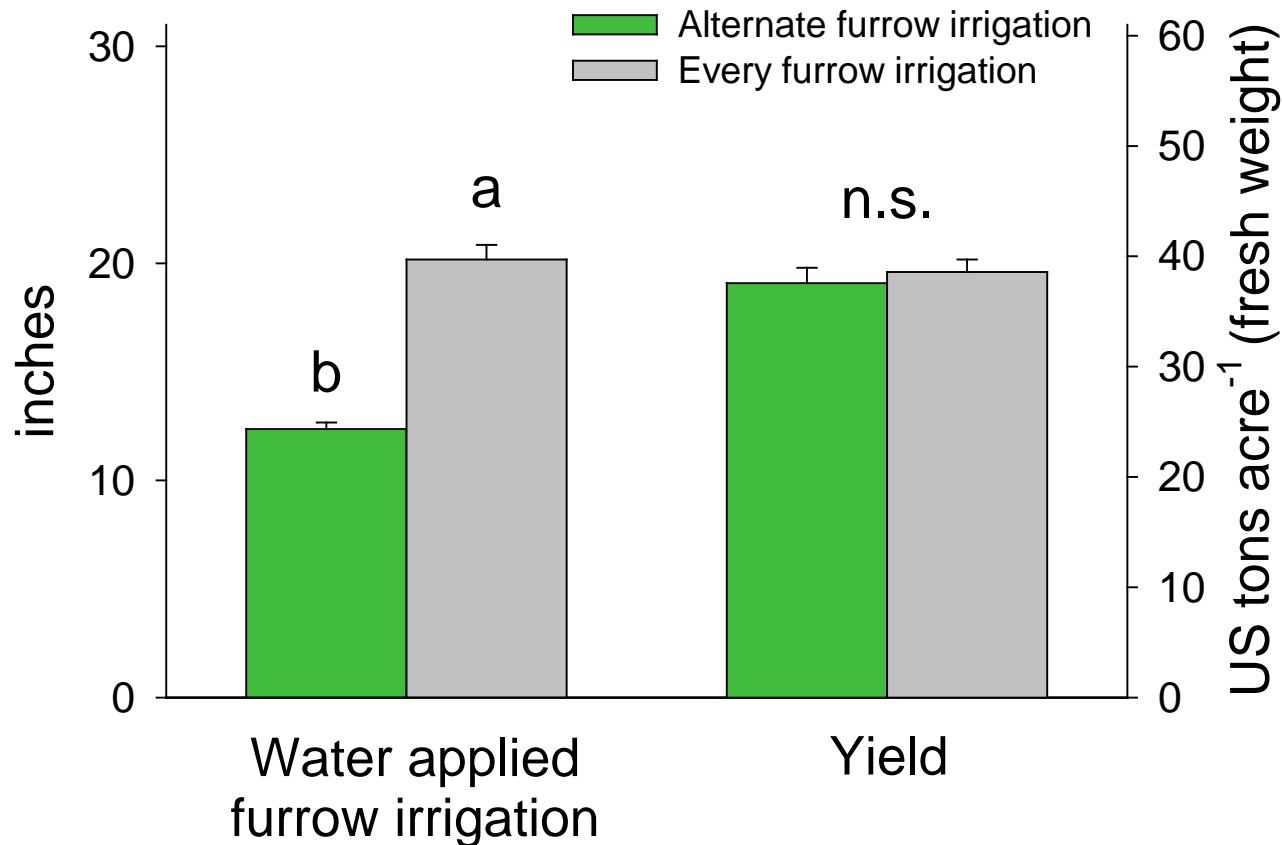 Alternate furrow irrigation
Every furrow irrigation
inches
30
20
10
0
b
a
n.s.
60
50
40
30
20
10
0
US tons acre⁻¹ (fresh weight)
Water applied
furrow irrigation
Yield